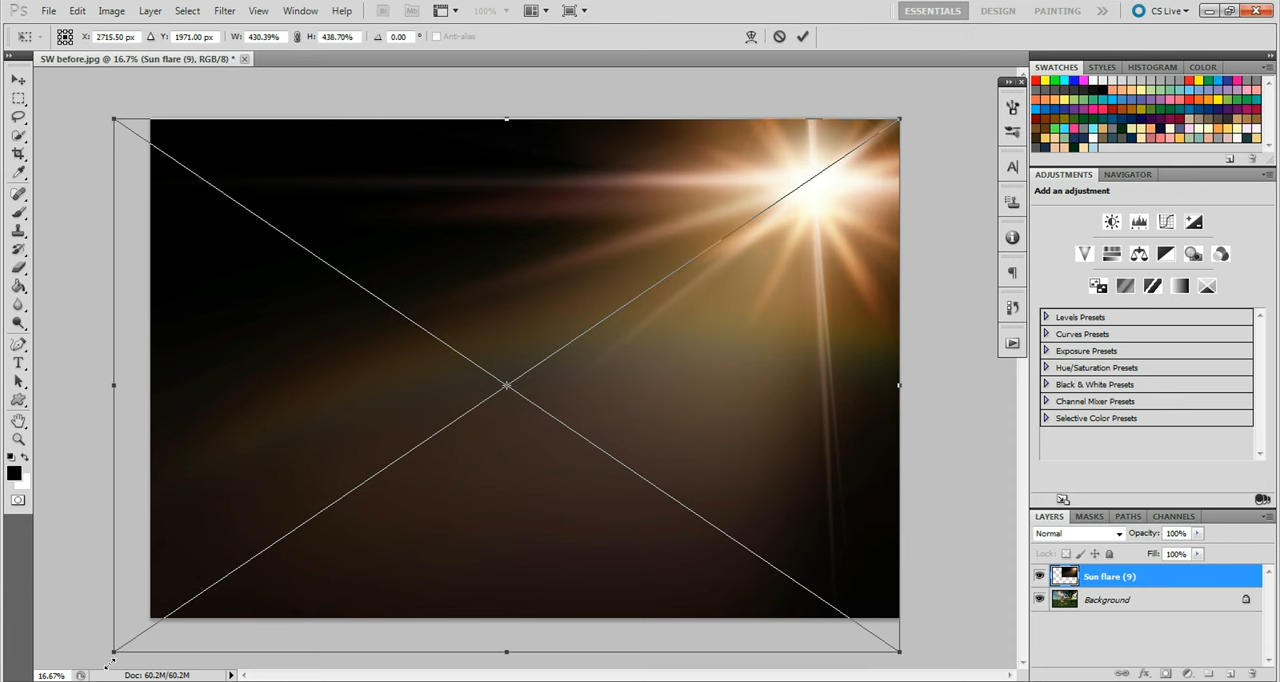 Ps File Edit Image Layer Select Filter View Window Help Br Mb 100% ESSENTIALS DESIGN PAINTING CS Live
X: 2715.50 px Y: 1971.00 px W: 430.39% H: 438.70% 0.00 ° Anti-alias
SW before.jpg @ 16.7% (Sun flare (9), RGB/8) *
SWATCHES STYLES HISTOGRAM COLOR
ADJUSTMENTS NAVIGATOR
Add an adjustment
Levels Presets
Curves Presets
Exposure Presets
Hue/Saturation Presets
Black & White Presets
Channel Mixer Presets
Selective Color Presets
LAYERS MASKS PATHS CHANNELS
Normal Opacity: 100%
Lock: Fill: 100%
Sun flare (9)
Background
16.67% Doc: 60.2M/60.2M